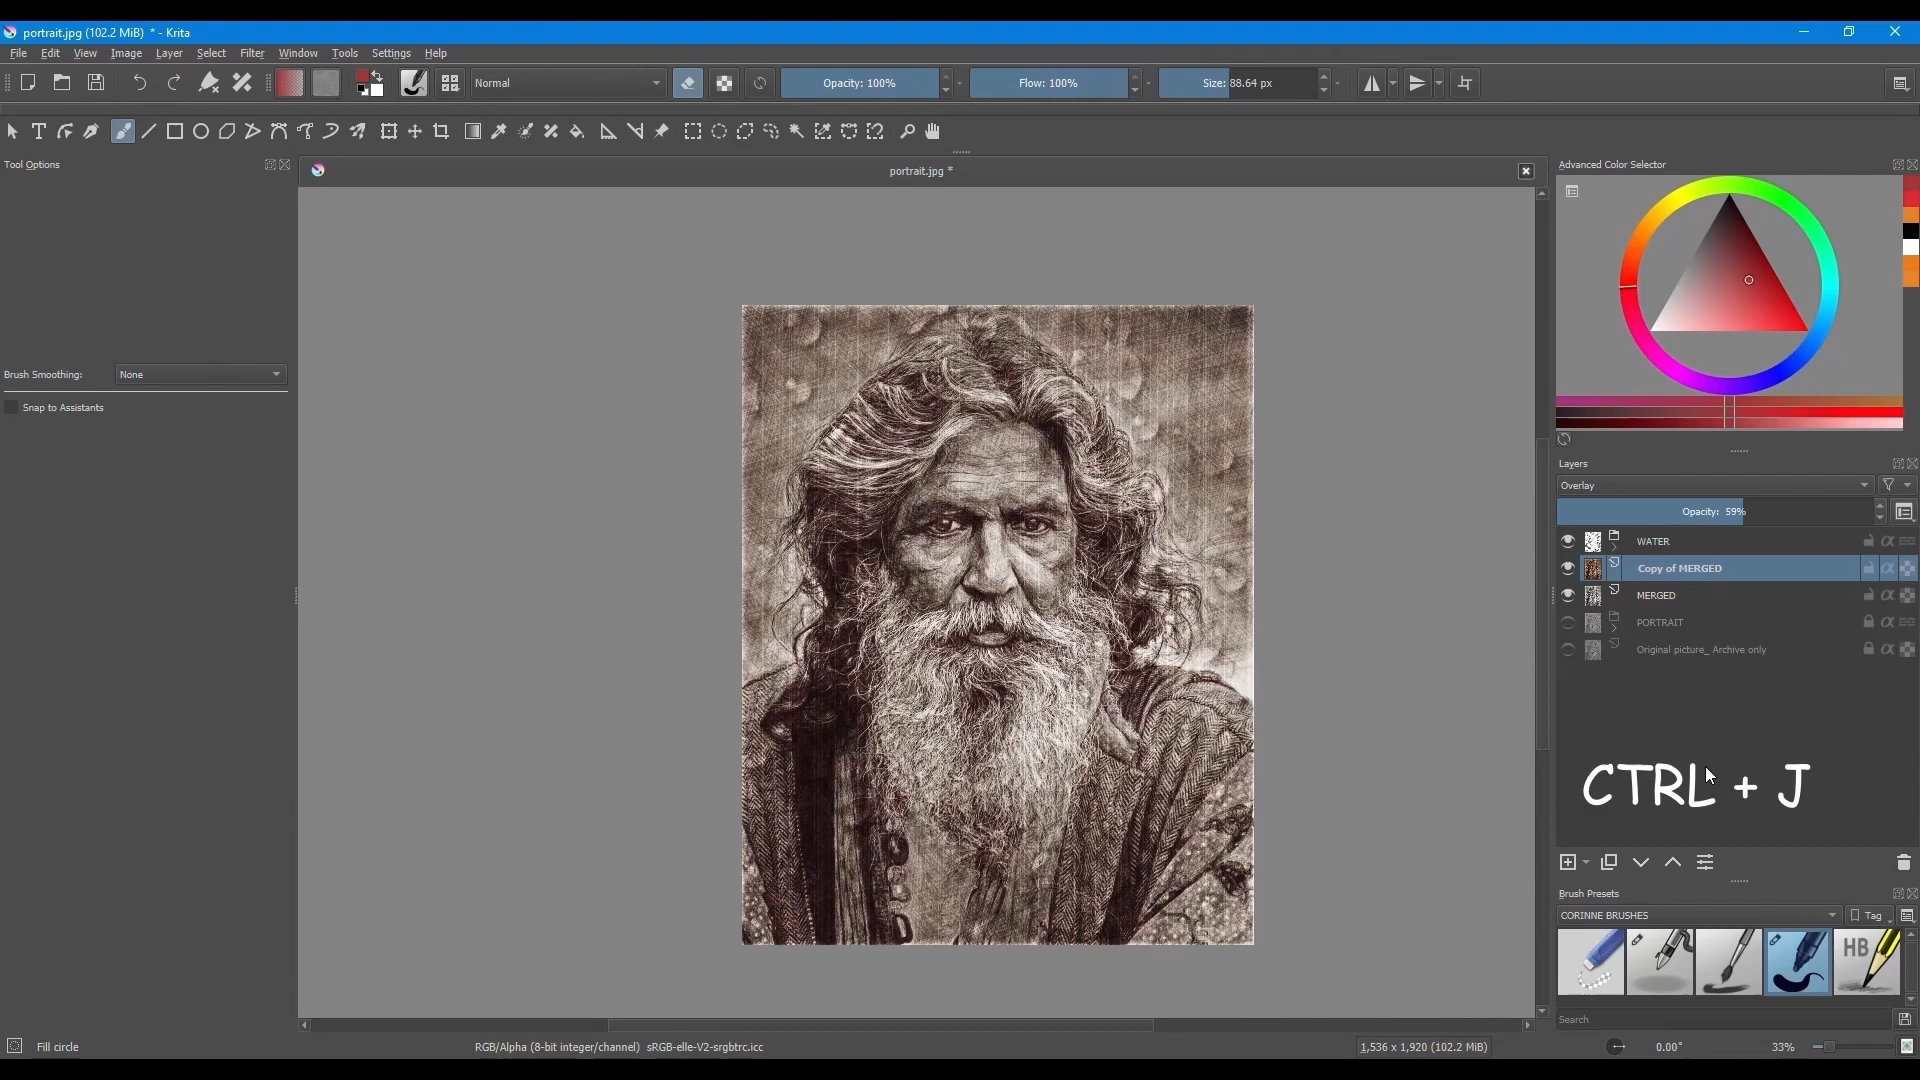 portrait.jpg (102.2 MiB) * - Krita
File Edit View Image Layer Select Filter Window Tools Settings Help
Normal
Opacity: 100%
Flow: 100%
Size: 88.64 px
Tool Options
portrait.jpg *
Advanced Color Selector
Brush Smoothing: None
Snap to Assistants
Layers
Overlay
Opacity: 59%
WATER
Copy of MERGED
MERGED
PORTRAIT
Original picture_ Archive only
CTRL + J
Brush Presets
CORINNE BRUSHES
Tag
HB
Search
Fill circle
RGB/Alpha (8-bit integer/channel) sRGB-elle-V2-srgbtrc.icc
1,536 x 1,920 (102.2 MiB)
0.00°
33%